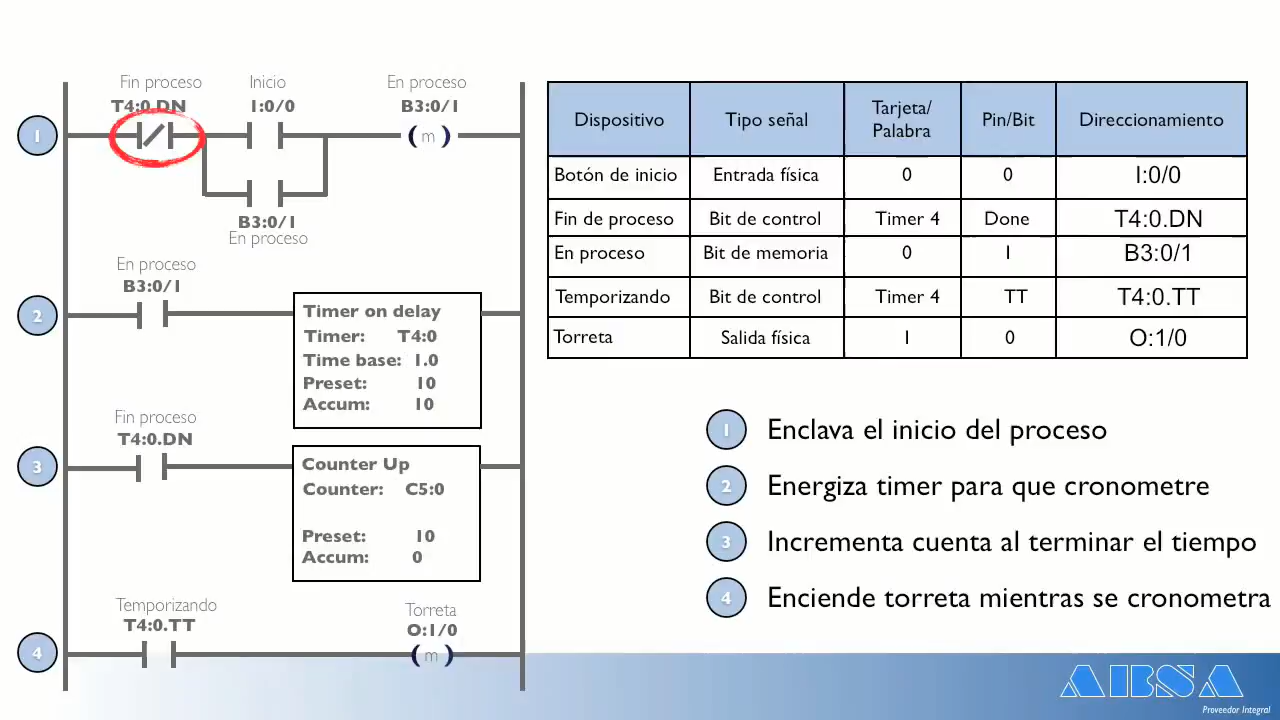 Fin proceso
Inicio
En proceso
T4:0.DN
1:0/0
B3:0/1
1
( m )
B3:0/1
En proceso
En proceso
B3:0/1
2
Timer on delay
Timer: T4:0
Time base: 1.0
Preset: 10
Accum: 10
Fin proceso
T4:0.DN
3
Counter Up
Counter: C5:0
Preset: 10
Accum: 0
Temporizando
T4:0.TT
Torreta
O:1/0
4
( m )
Dispositivo Tipo señal Tarjeta/ Pin/Bit Direccionamiento
Palabra
Botón de inicio Entrada física 0 0 I:0/0
Fin de proceso Bit de control Timer 4 Done T4:0.DN
En proceso Bit de memoria 0 1 B3:0/1
Temporizando Bit de control Timer 4 TT T4:0.TT
Torreta Salida física 1 0 O:1/0
1 Enclava el inicio del proceso
2 Energiza timer para que cronometre
3 Incrementa cuenta al terminar el tiempo
4 Enciende torreta mientras se cronometra
ABSA
Proveedor Integral